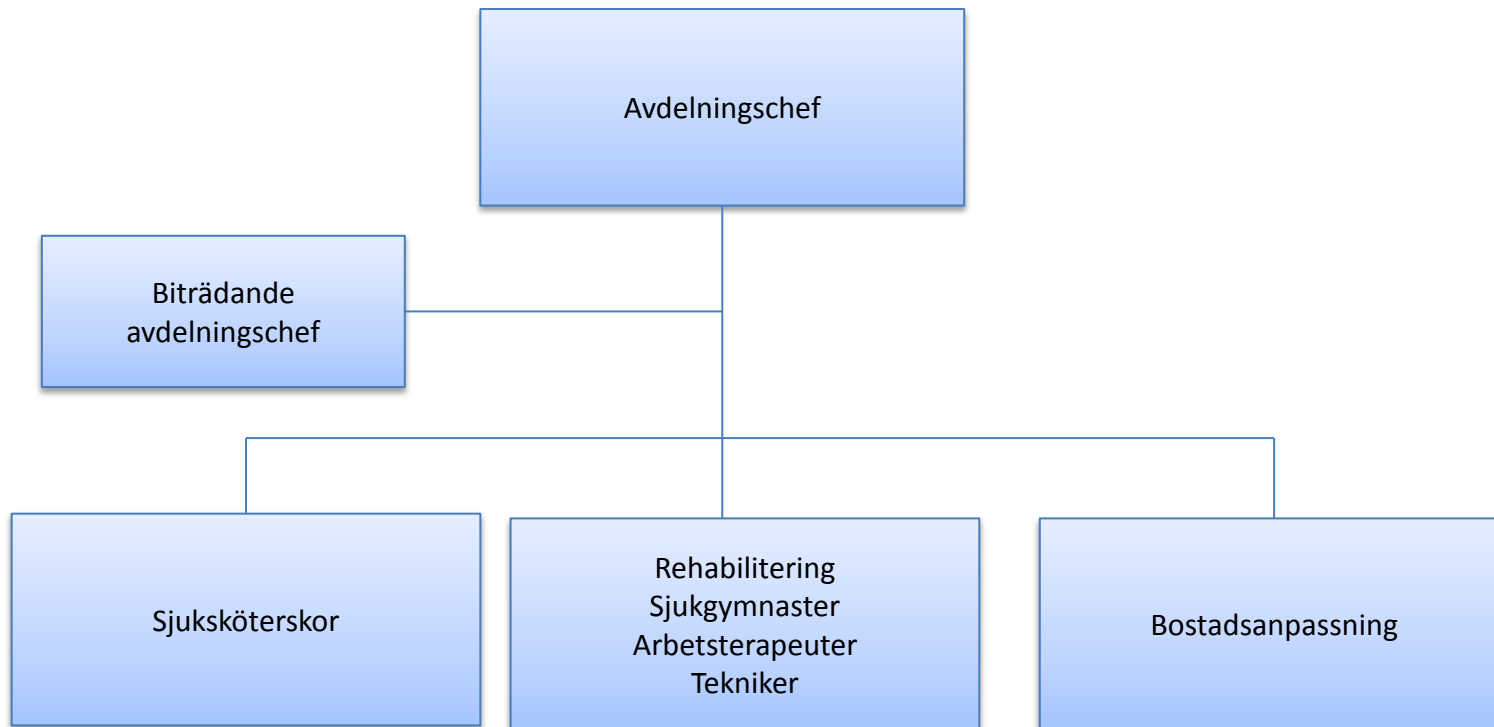 Avdelningschef
Biträdande
avdelningschef
Sjuksköterskor
Rehabilitering
Sjukgymnaster
Arbetsterapeuter
Tekniker
Bostadsanpassning